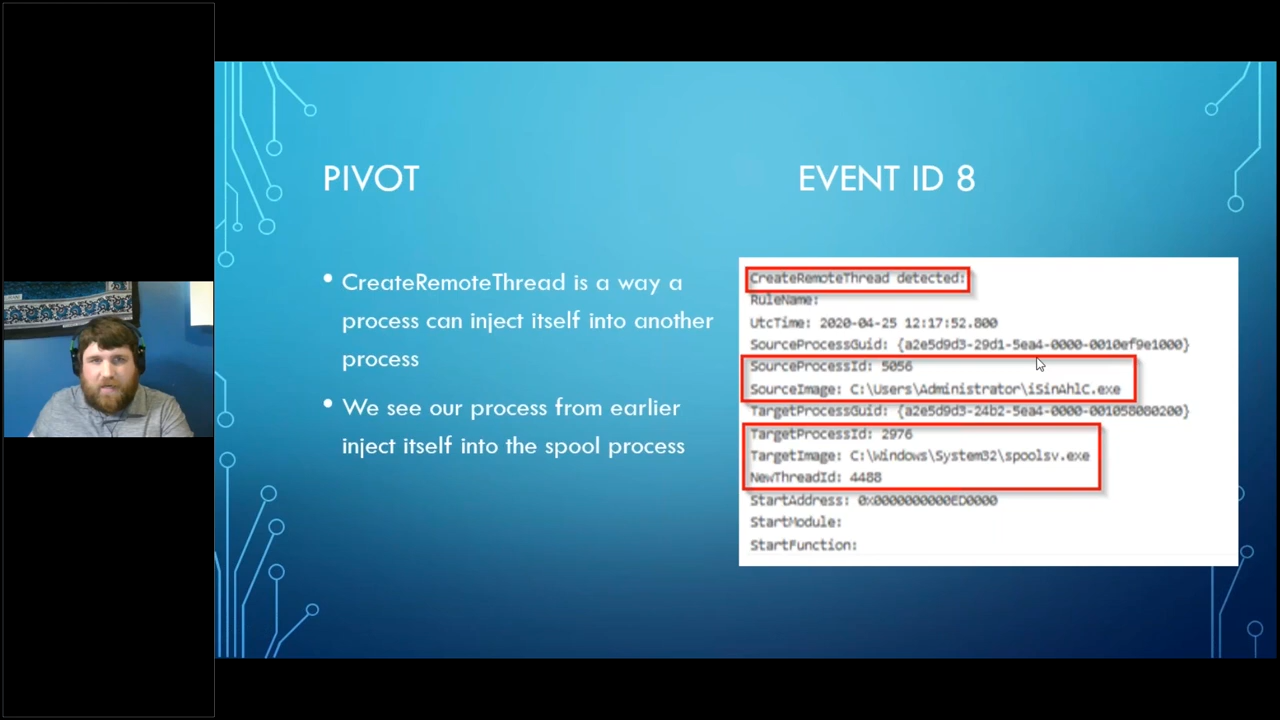 PIVOT
• CreateRemoteThread is a way a
process can inject itself into another
process
• We see our process from earlier
inject itself into the spool process
EVENT ID 8
CreateRemoteThread detected:
RuleName:
UtcTime: 2020-04-25 12:17:52.800
SourceProcessGuid: {a2e5d9d3-29d1-5ea4-0000-0010ef9e1000}
SourceProcessId: 5056
SourceImage: C:\Users\Administrator\iSinAhlC.exe
TargetProcessGuid: {a2e5d9d3-24b2-5ea4-0000-001058080200}
TargetProcessId: 2976
TargetImage: C:\Windows\System32\spoolsv.exe
NewThreadId: 4488
StartAddress: 0x0000000000ED0000
StartModule:
StartFunction: